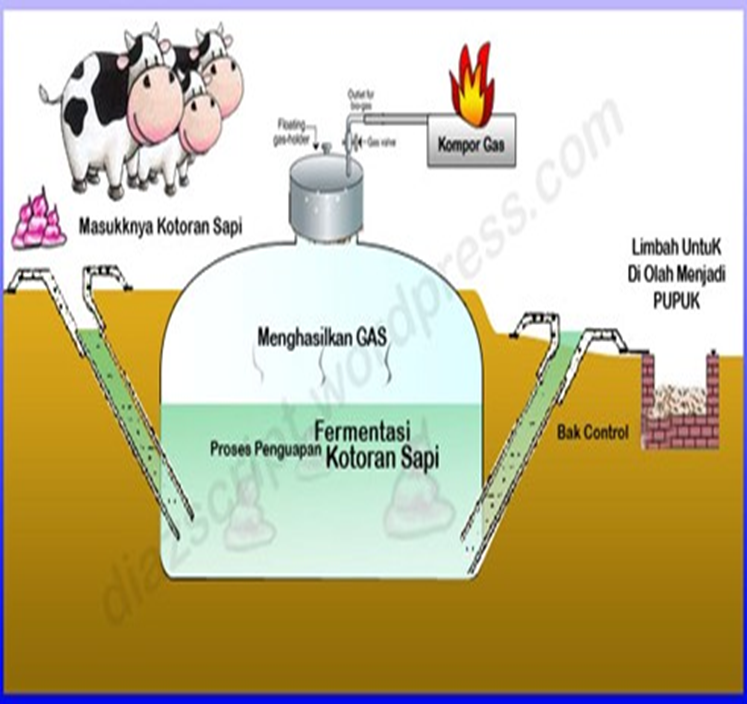 Outlet for
bio-gas
Floating
gas-holder
Gas valve
Kompor Gas
Masukknya Kotoran Sapi
Limbah UntuK
Di Olah Menjadi
PUPUK
Menghasilkan GAS
Fermentasi
Proses Penguapan Kotoran Sapi
Bak Control
diazscript.wordpress.com